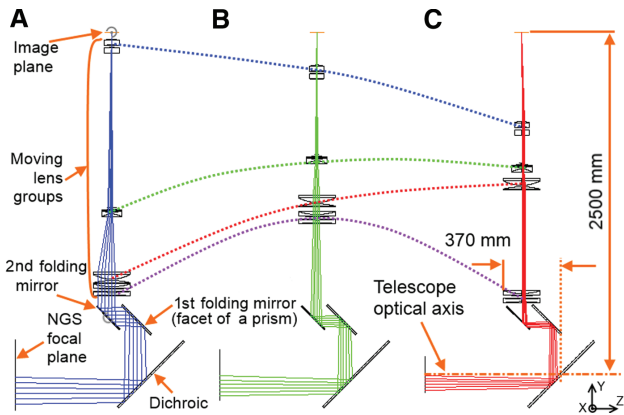 A
B
C
Image
plane
Moving
lens
groups
2nd folding
mirror
NGS
focal
plane
1st folding mirror
(facet of a prism)
Dichroic
370 mm
Telescope
optical axis
2500 mm
Y
X
Z